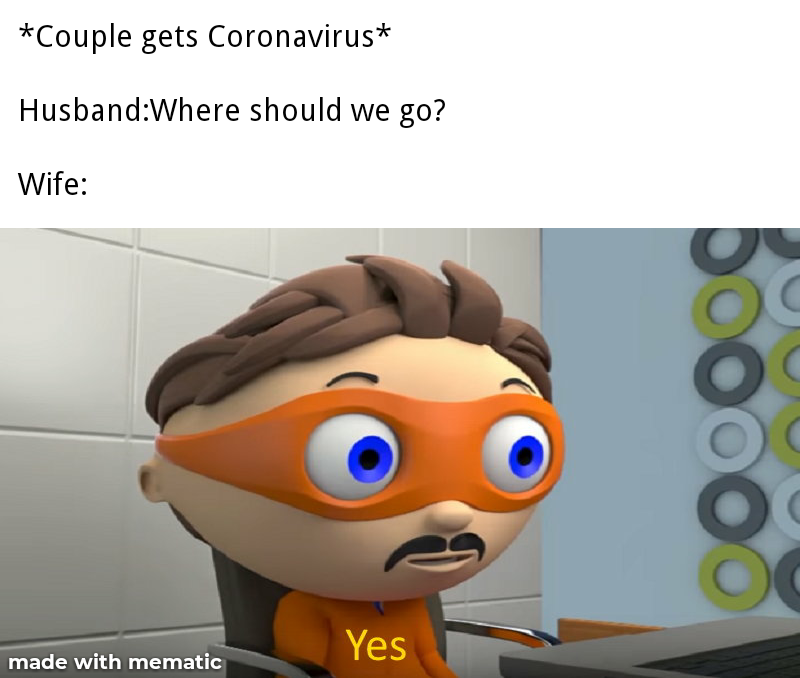 *Couple gets Coronavirus*
Husband:Where should we go?
Wife:
Yes
made with mematic